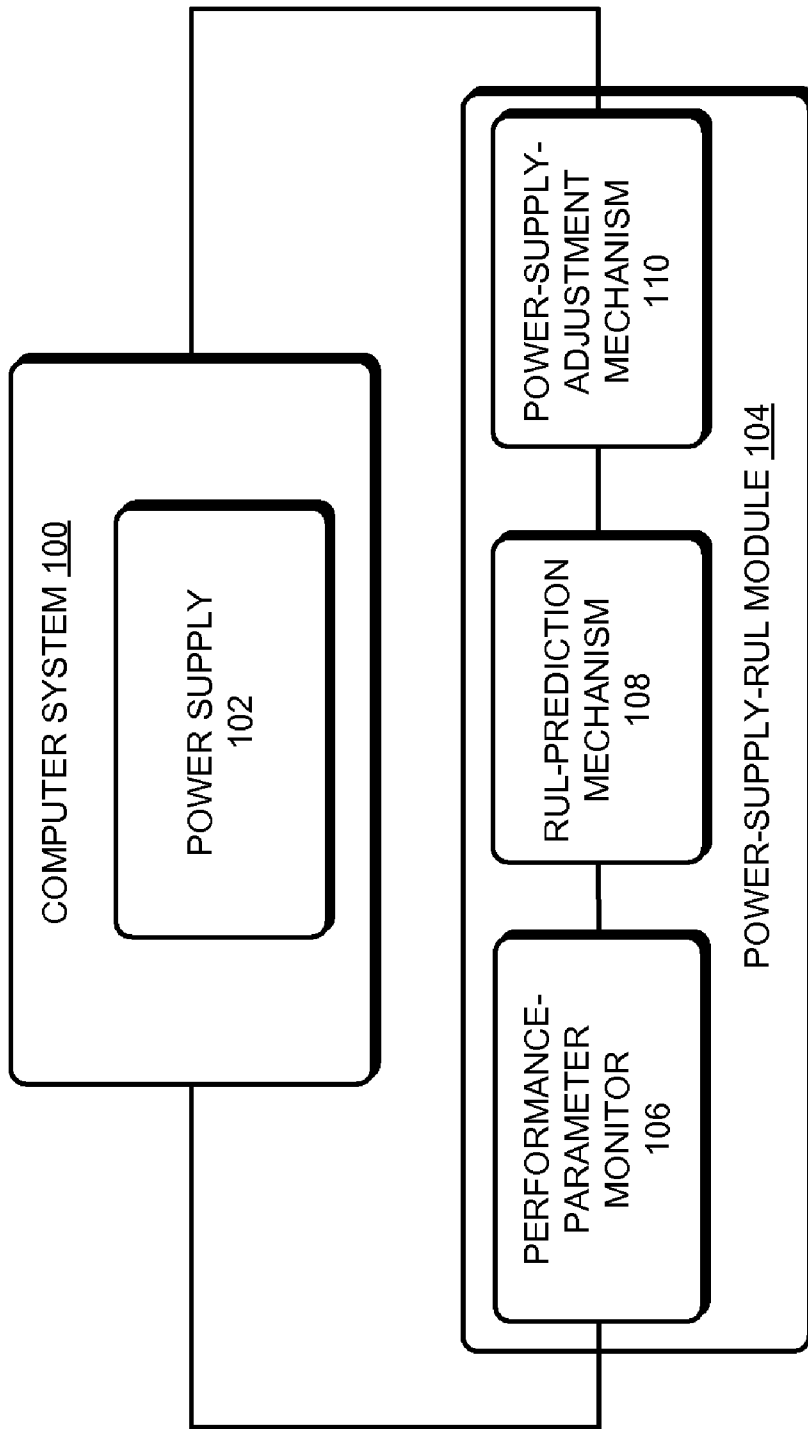 COMPUTER SYSTEM 100
POWER SUPPLY
102
PERFORMANCE-
PARAMETER
MONITOR
106
RUL-PREDICTION
MECHANISM
108
POWER-SUPPLY-
ADJUSTMENT
MECHANISM
110
POWER-SUPPLY-RUL MODULE 104